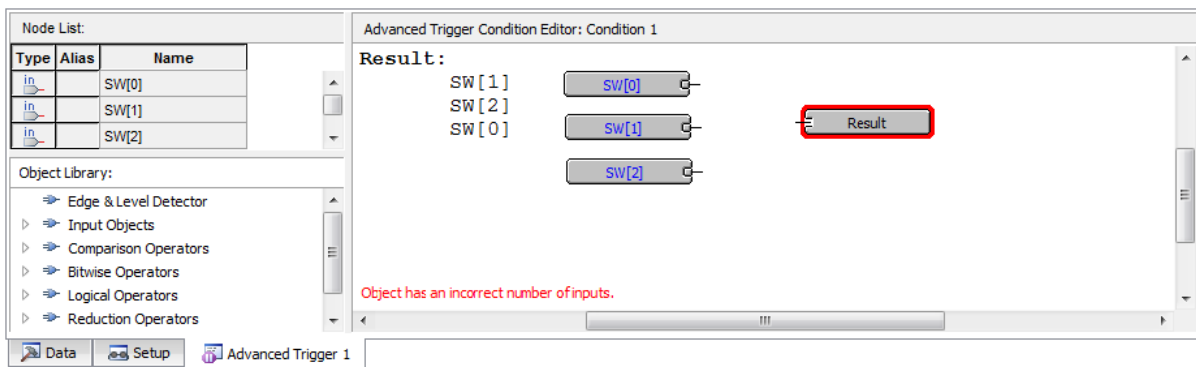 Node List:
Type Alias Name
in SW[0]
in SW[1]
in SW[2]
Object Library:
Edge & Level Detector
Input Objects
Comparison Operators
Bitwise Operators
Logical Operators
Reduction Operators
Advanced Trigger Condition Editor: Condition 1
Result:
SW[1]
SW[2]
SW[0]
SW[0]
SW[1]
SW[2]
Result
Object has an incorrect number of inputs.
Data Setup Advanced Trigger 1